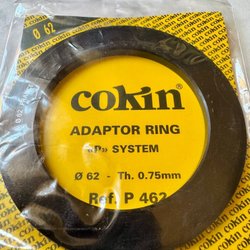 Ø 62
cokin®
ADAPTOR RING
«P» SYSTEM
Ø 62 - Th. 0.75mm
Ref. P 462